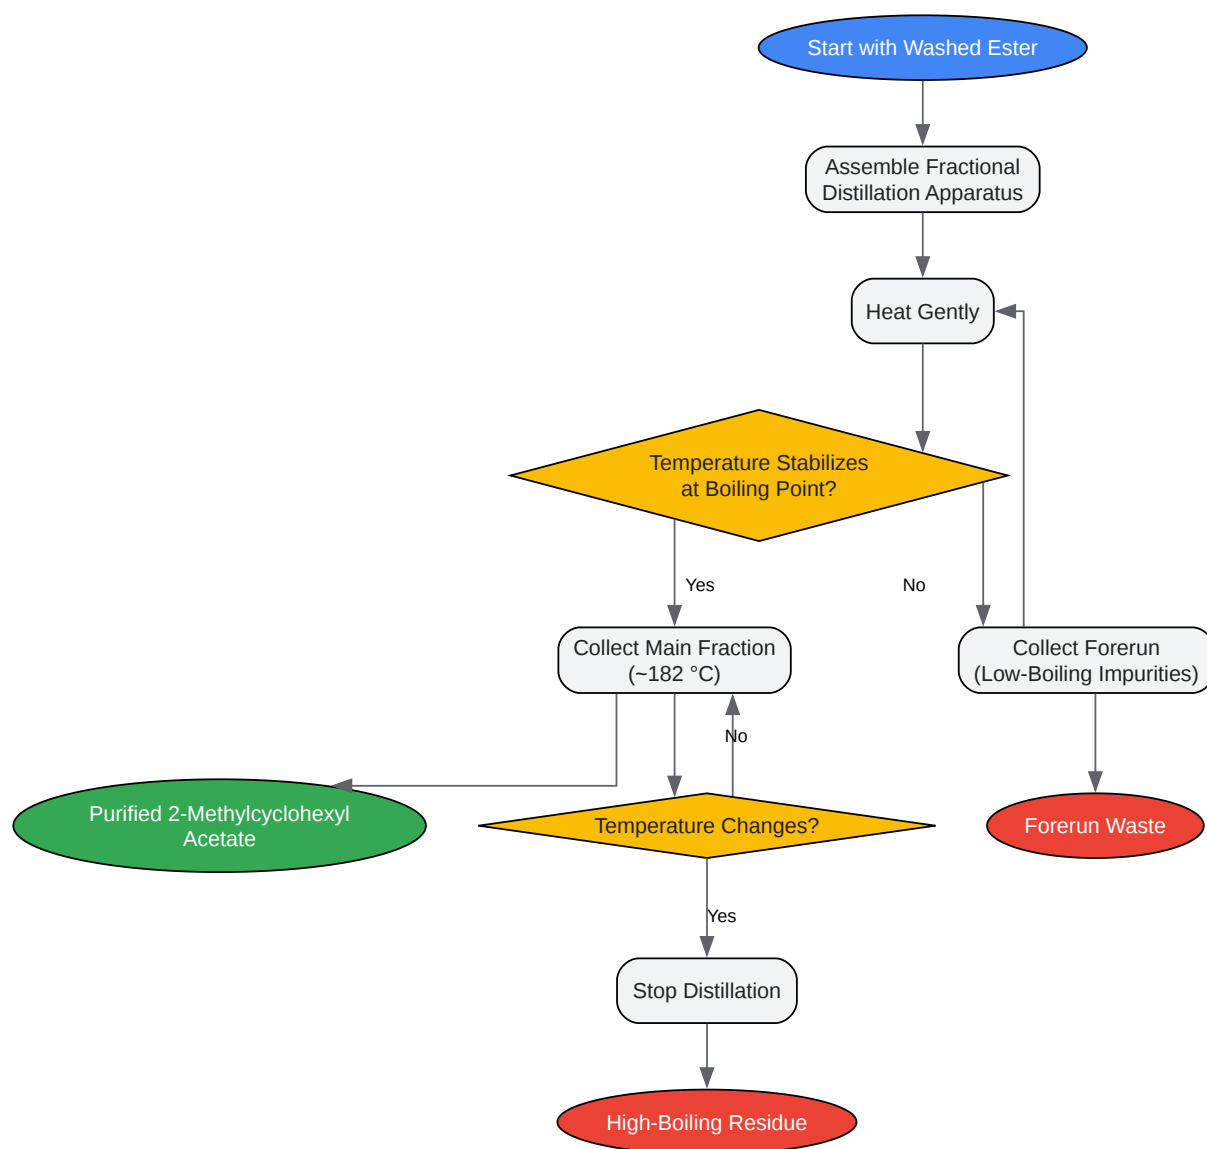 Start with Washed Ester
Assemble Fractional
Distillation Apparatus
Heat Gently
Temperature Stabilizes
at Boiling Point?
Yes
No
Collect Main Fraction
(~182 °C)
Collect Forerun
(Low-Boiling Impurities)
No
Purified 2-Methylcyclohexyl
Acetate
Temperature Changes?
Forerun Waste
Yes
Stop Distillation
High-Boiling Residue